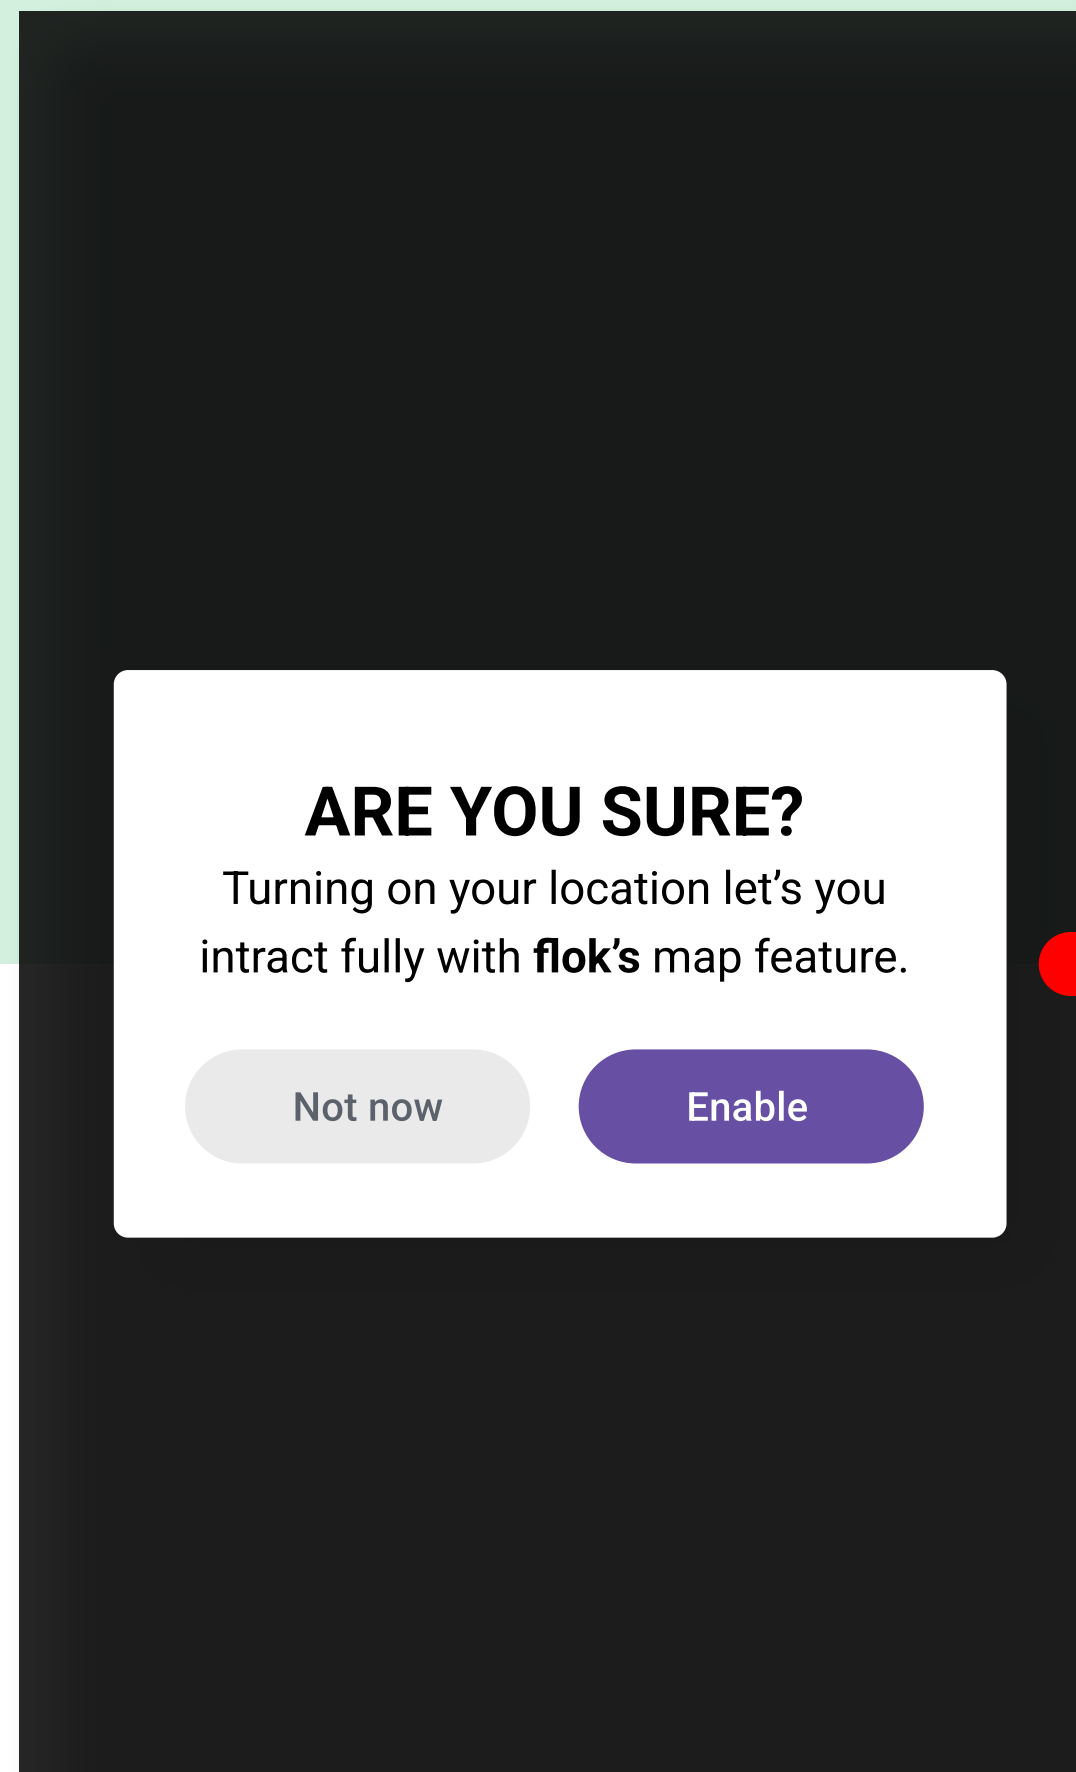 ARE YOU SURE?
Turning on your location let’s you
intract fully with flok’s map feature.
Not now
Enable